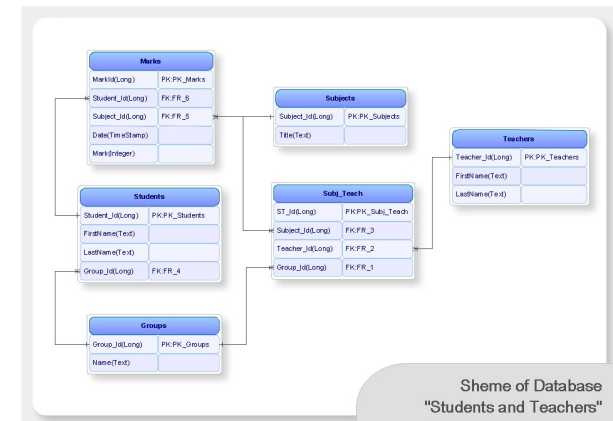 Marks
MarkId(Long) PK:PK_Marks
Student_Id(Long) FK:FR_6
Subject_Id(Long) FK:FR_5
Date(TimeStamp)
Mark(Integer)
Subjects
Subject_Id(Long) PK:PK_Subjects
Title(Text)
Teachers
Teacher_Id(Long) PK:PK_Teachers
FirstName(Text)
LastName(Text)
Students
Student_Id(Long) PK:PK_Students
FirstName(Text)
LastName(Text)
Group_Id(Long) FK:FR_4
Subj_Teach
ST_Id(Long) PK:PK_Subj_Teach
Subject_Id(Long) FK:FR_3
Teacher_Id(Long) FK:FR_2
Group_Id(Long) FK:FR_1
Groups
Group_Id(Long) PK:PK_Groups
Name(Text)
Sheme of Database
"Students and Teachers"